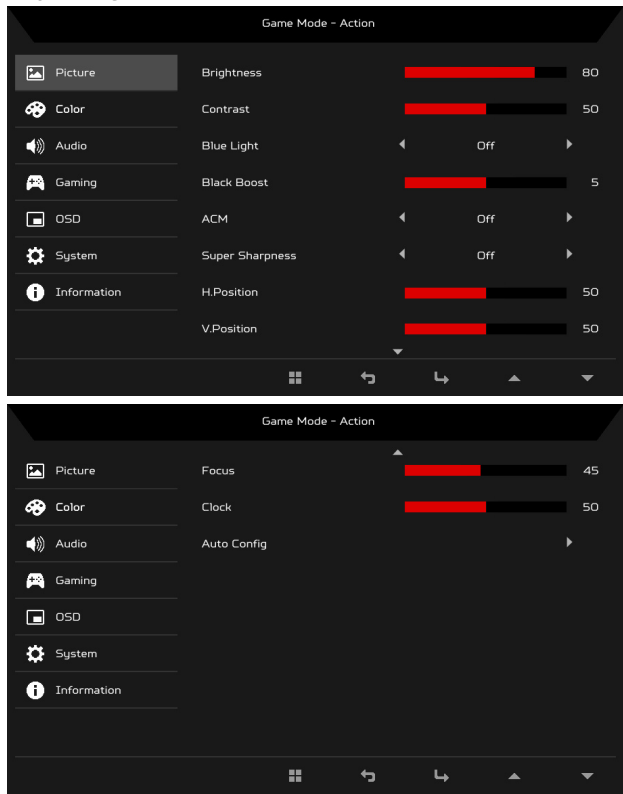 Game Mode - Action
Picture Brightness 80
Color Contrast 50
Audio Blue Light Off
Gaming Black Boost 5
OSD ACM Off
System Super Sharpness Off
Information H.Position 50
V.Position 50
Game Mode - Action
Picture Focus 45
Color Clock 50
Audio Auto Config
Gaming
OSD
System
Information